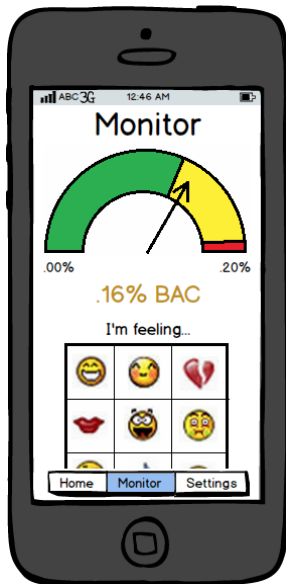 ABC 3G 12:46 AM
Monitor
.00% .20%
.16% BAC
I'm feeling...
Home Monitor Settings